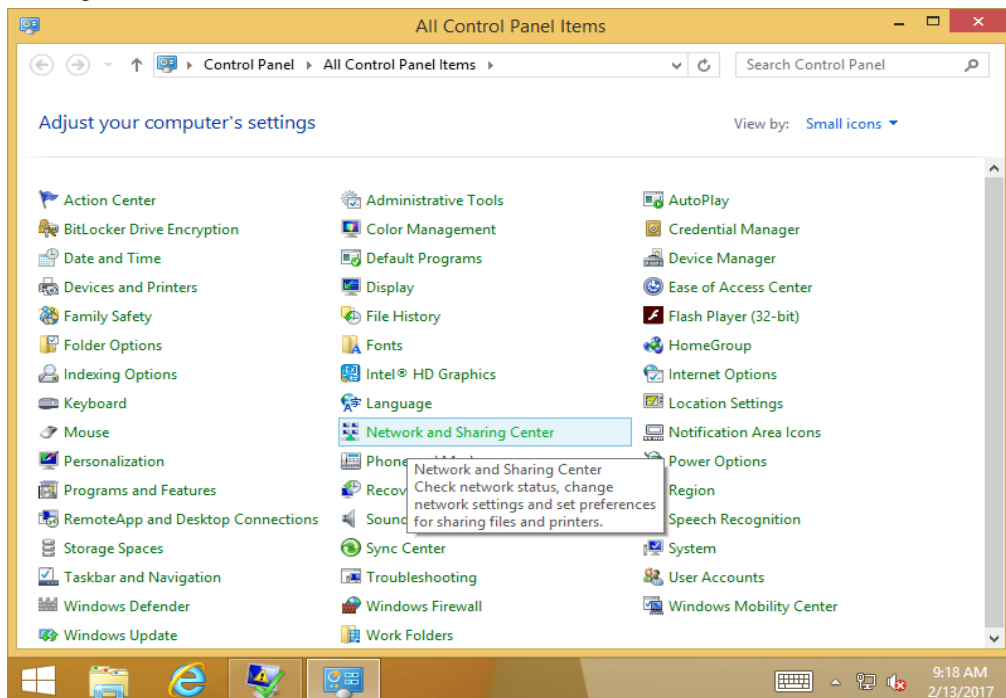 All Control Panel Items
Control Panel All Control Panel Items
Search Control Panel
Adjust your computer's settings
View by: Small icons
Action Center
Administrative Tools
AutoPlay
BitLocker Drive Encryption
Color Management
Credential Manager
Date and Time
Default Programs
Device Manager
Devices and Printers
Display
Ease of Access Center
Family Safety
File History
Flash Player (32-bit)
Folder Options
Fonts
HomeGroup
Indexing Options
Intel® HD Graphics
Internet Options
Keyboard
Language
Location Settings
Mouse
Network and Sharing Center
Notification Area Icons
Personalization
Power Options
Network and Sharing Center
Check network status, change
network settings and set preferences
for sharing files and printers.
Programs and Features
Region
RemoteApp and Desktop Connections
Speech Recognition
Storage Spaces
Sync Center
System
Taskbar and Navigation
Troubleshooting
User Accounts
Windows Defender
Windows Firewall
Windows Mobility Center
Windows Update
Work Folders
9:18 AM
2/13/2017